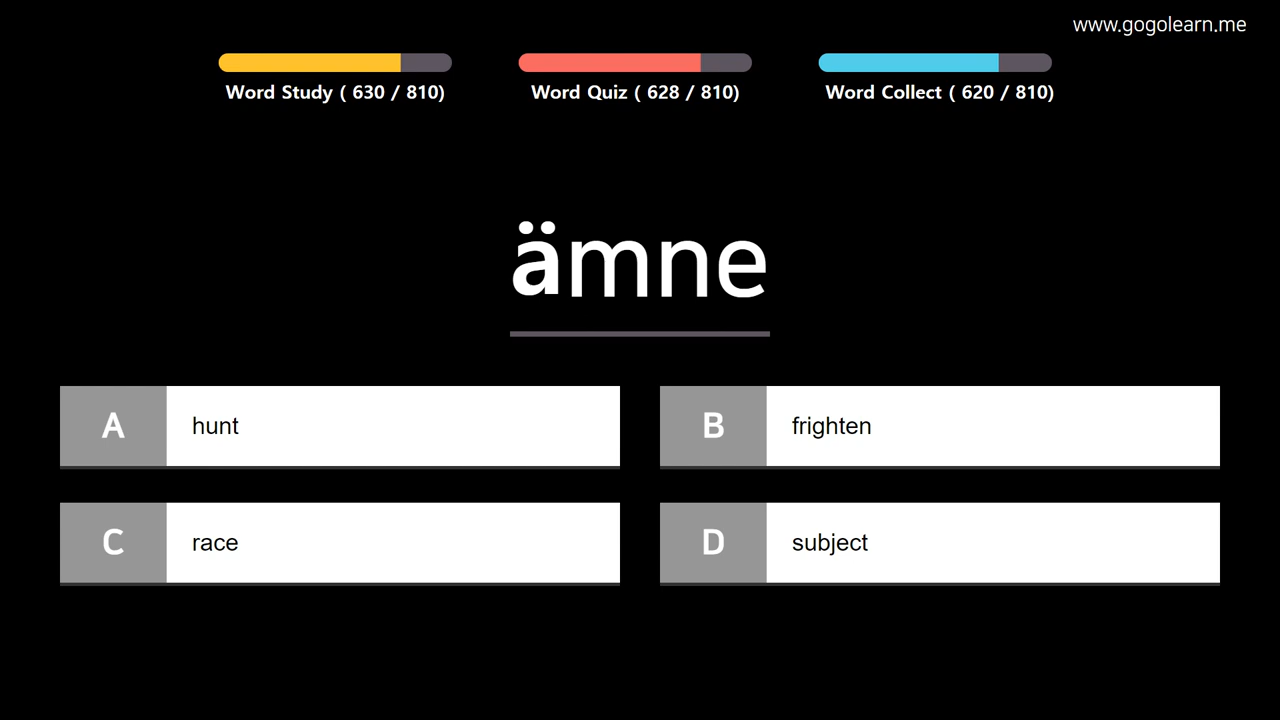 www.gogolearn.me
Word Study ( 630 / 810)
Word Quiz ( 628 / 810)
Word Collect ( 620 / 810)
ämne
A hunt
B frighten
C race
D subject